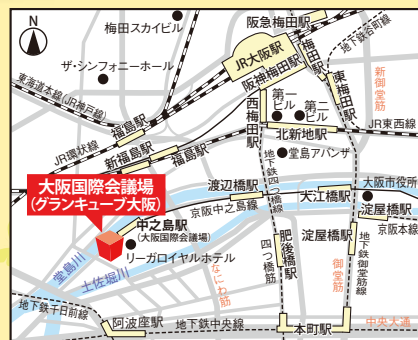 阪急梅田駅
梅田スカイビル
N
JR大阪駅
梅田駅
地下鉄谷町線
ザ・シンフォニーホール
阪神梅田駅
東梅田駅
新御堂筋
東海道本線(JR神戸線)
西梅田駅
第一ビル
第二ビル
福島駅
北新地駅
JR東西線
JR環状線
新福島駅
福島駅
堂島アバンザ
地下鉄四つ橋線
大阪国際会議場
(グランキューブ大阪)
渡辺橋駅
大江橋駅
大阪市役所
京阪中之島線
淀屋橋駅
中之島駅
(大阪国際会議場)
京阪本線
リーガロイヤルホテル
肥後橋駅
淀屋橋駅
堂島川
土佐堀川
なにわ筋
四つ橋筋
御堂筋
地下鉄御堂筋線
地下鉄千日前線
阿波座駅
地下鉄中央線
本町駅
中央大通